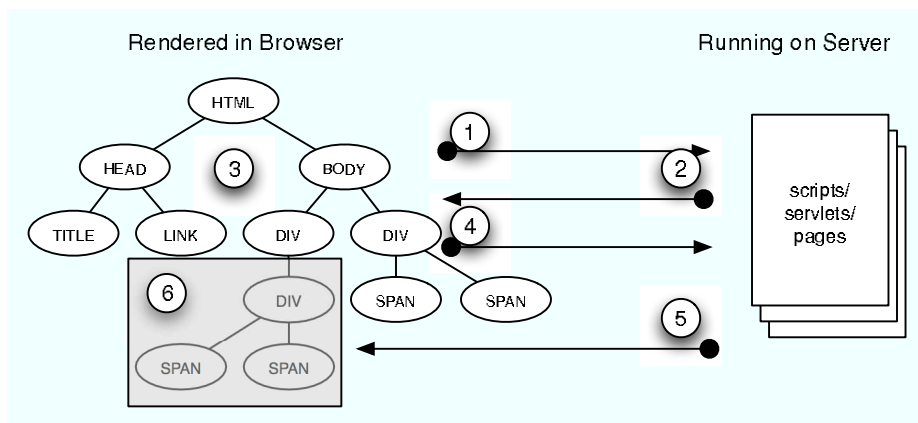 Rendered in Browser
Running on Server
HTML
1
HEAD
3
BODY
2
scripts/
servlets/
pages
TITLE
LINK
DIV
DIV
4
6
DIV
SPAN
SPAN
5
SPAN
SPAN